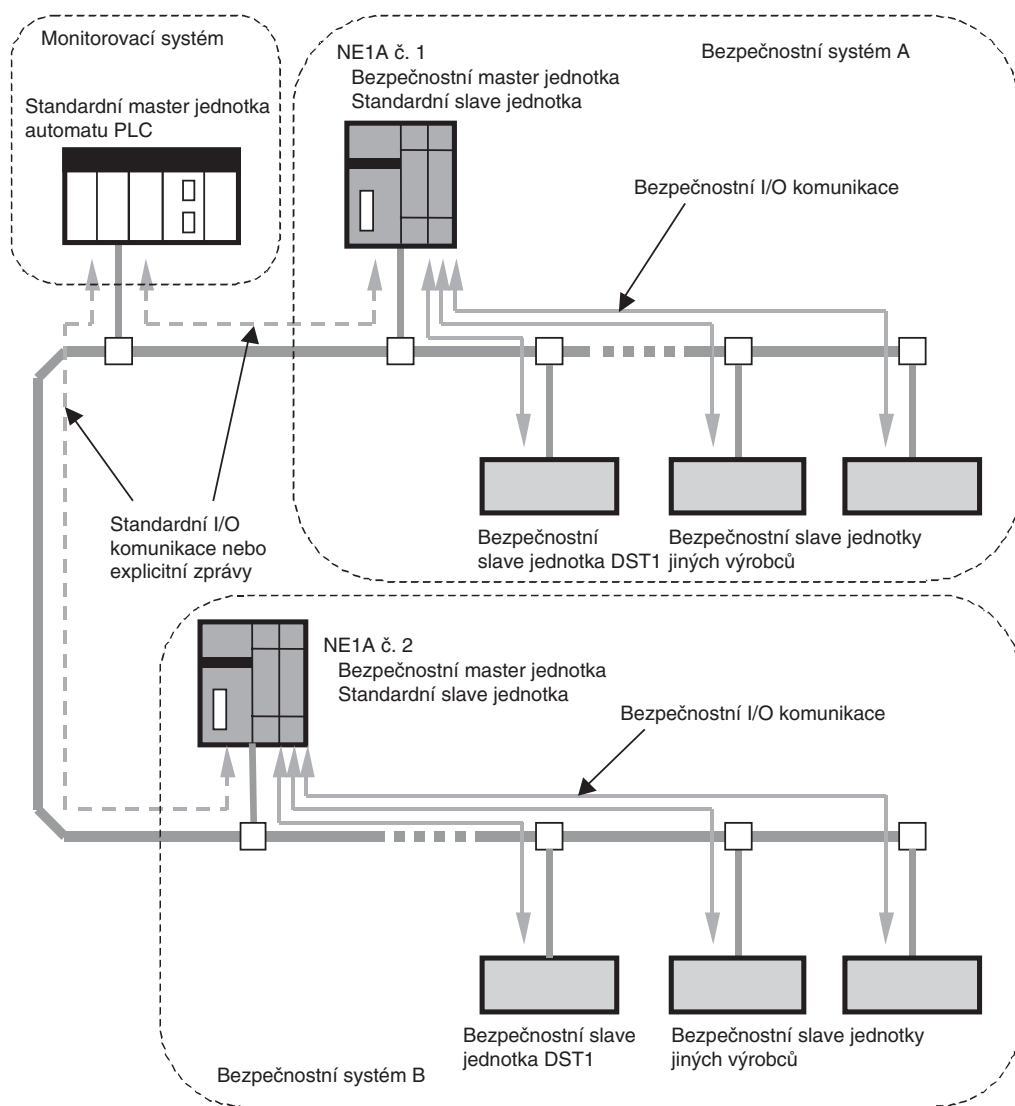 Monitorovací systém
Standardní master jednotka
automatu PLC
NE1A č. 1
Bezpečnostní master jednotka
Standardní slave jednotka
Bezpečnostní systém A
Bezpečnostní I/O komunikace
Standardní I/O
komunikace nebo
explicitní zprávy
Bezpečnostní
slave jednotka DST1
Bezpečnostní slave jednotky
jiných výrobců
NE1A č. 2
Bezpečnostní master jednotka
Standardní slave jednotka
Bezpečnostní I/O komunikace
Bezpečnostní slave
jednotka DST1
Bezpečnostní slave jednotky
jiných výrobců
Bezpečnostní systém B